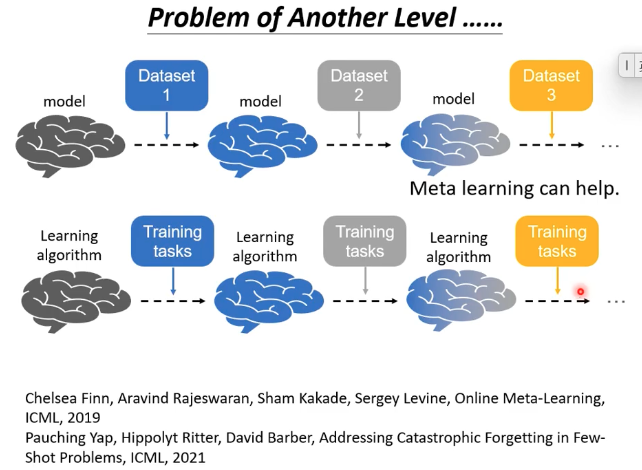 Problem of Another Level ......
Dataset
1
Dataset
2
Dataset
3
model
model
model
...
Meta learning can help.
Learning
algorithm
Training
tasks
Learning
algorithm
Training
tasks
Learning
algorithm
Training
tasks
...
Chelsea Finn, Aravind Rajeswaran, Sham Kakade, Sergey Levine, Online Meta-Learning,
ICML, 2019
Pauching Yap, Hippolyt Ritter, David Barber, Addressing Catastrophic Forgetting in Few-
Shot Problems, ICML, 2021